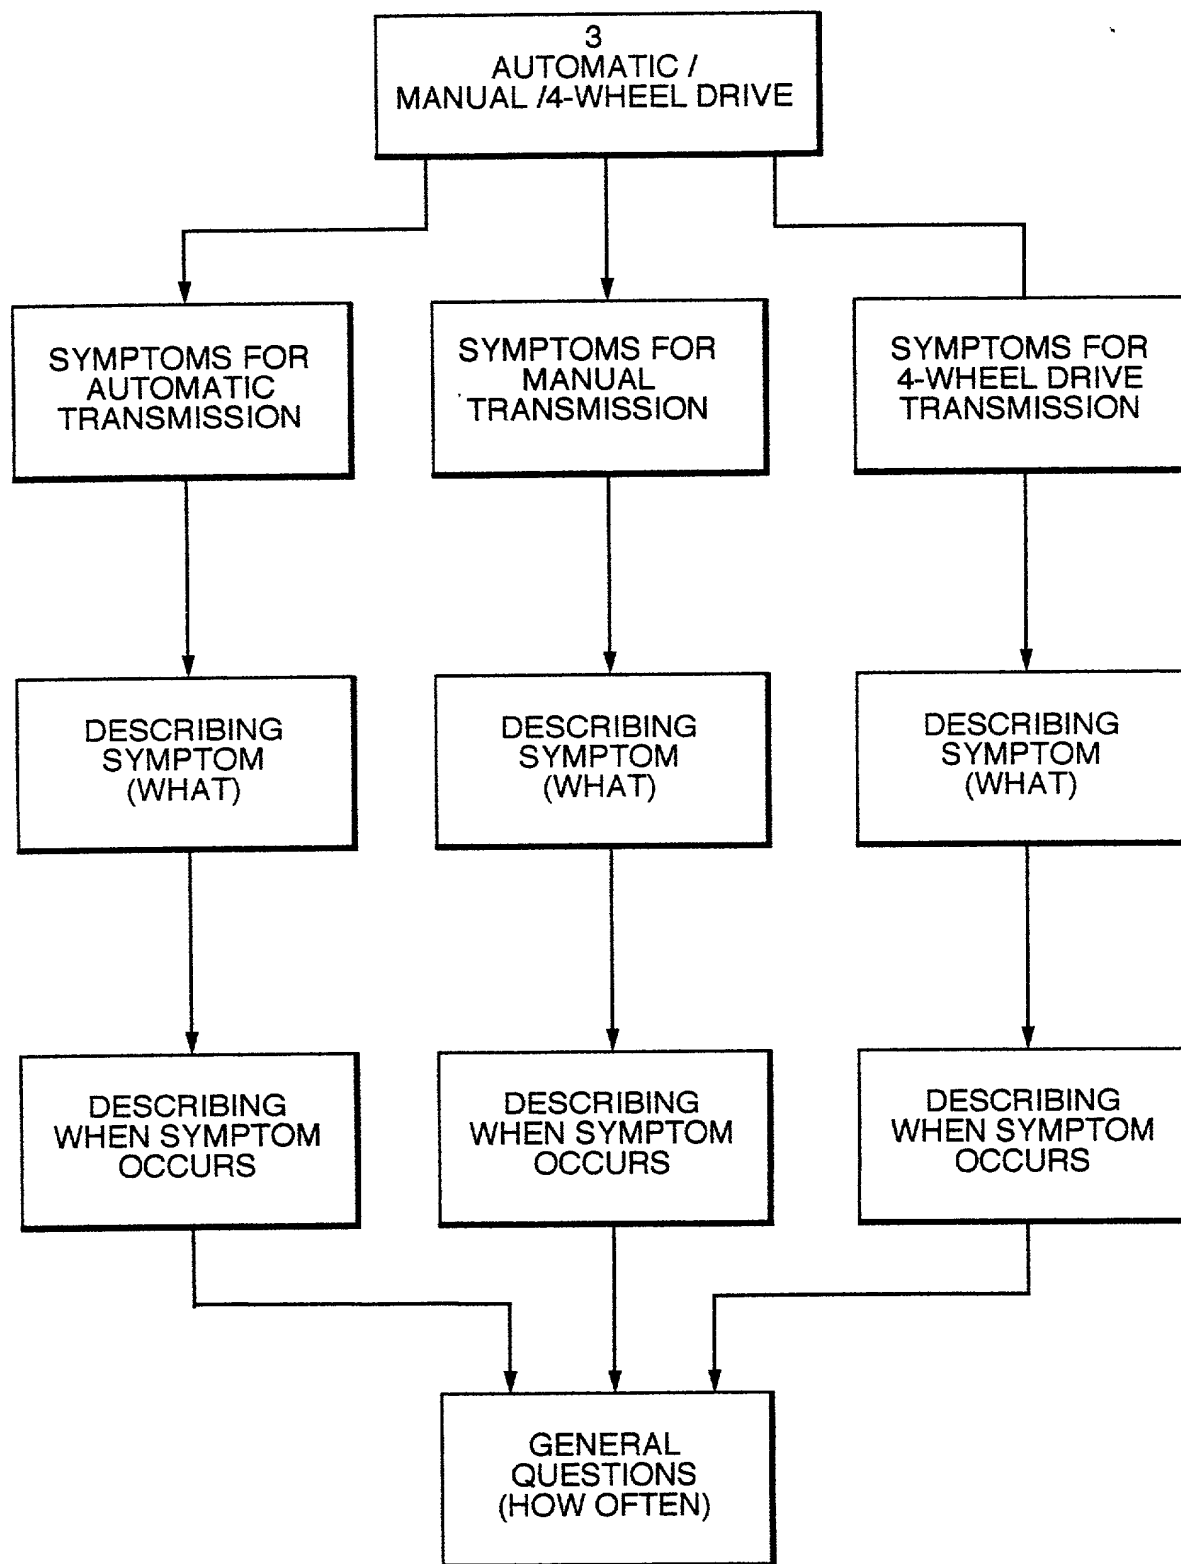 3
AUTOMATIC /
MANUAL /4-WHEEL DRIVE
SYMPTOMS FOR
AUTOMATIC
TRANSMISSION
SYMPTOMS FOR
MANUAL
TRANSMISSION
SYMPTOMS FOR
4-WHEEL DRIVE
TRANSMISSION
DESCRIBING
SYMPTOM
(WHAT)
DESCRIBING
SYMPTOM
(WHAT)
DESCRIBING
SYMPTOM
(WHAT)
DESCRIBING
WHEN SYMPTOM
OCCURS
DESCRIBING
WHEN SYMPTOM
OCCURS
DESCRIBING
WHEN SYMPTOM
OCCURS
GENERAL
QUESTIONS
(HOW OFTEN)